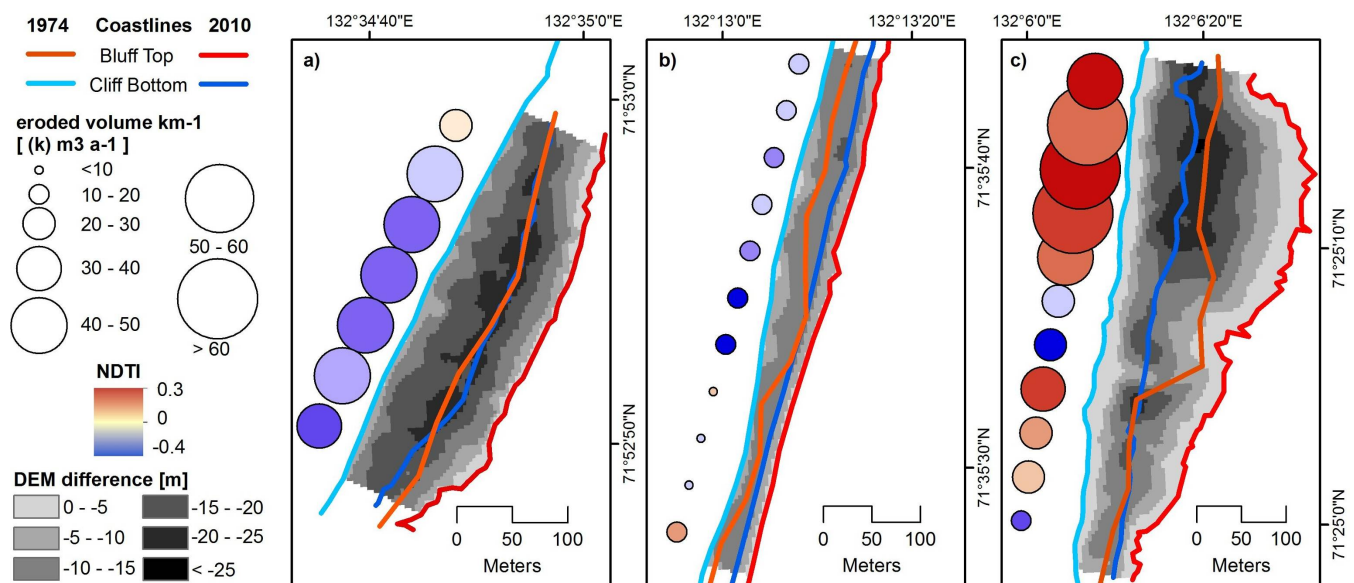 1974 Coastlines 2010
Bluff Top
Cliff Bottom
eroded volume km-1
[ (k) m3 a-1 ]
<10
10 - 20
20 - 30
30 - 40
40 - 50
50 - 60
> 60
NDTI
0.3
0
-0.4
DEM difference [m]
0 - -5
-5 - -10
-10 - -15
-15 - -20
-20 - -25
< -25
132°34'40"E
132°35'0"E
a)
71°53'0"N
71°52'50"N
0 50 100
Meters
132°13'0"E
132°13'20"E
b)
71°35'40"N
71°35'30"N
0 50 100
Meters
132°6'0"E
132°6'20"E
c)
71°25'10"N
71°25'0"N
0 50 100
Meters